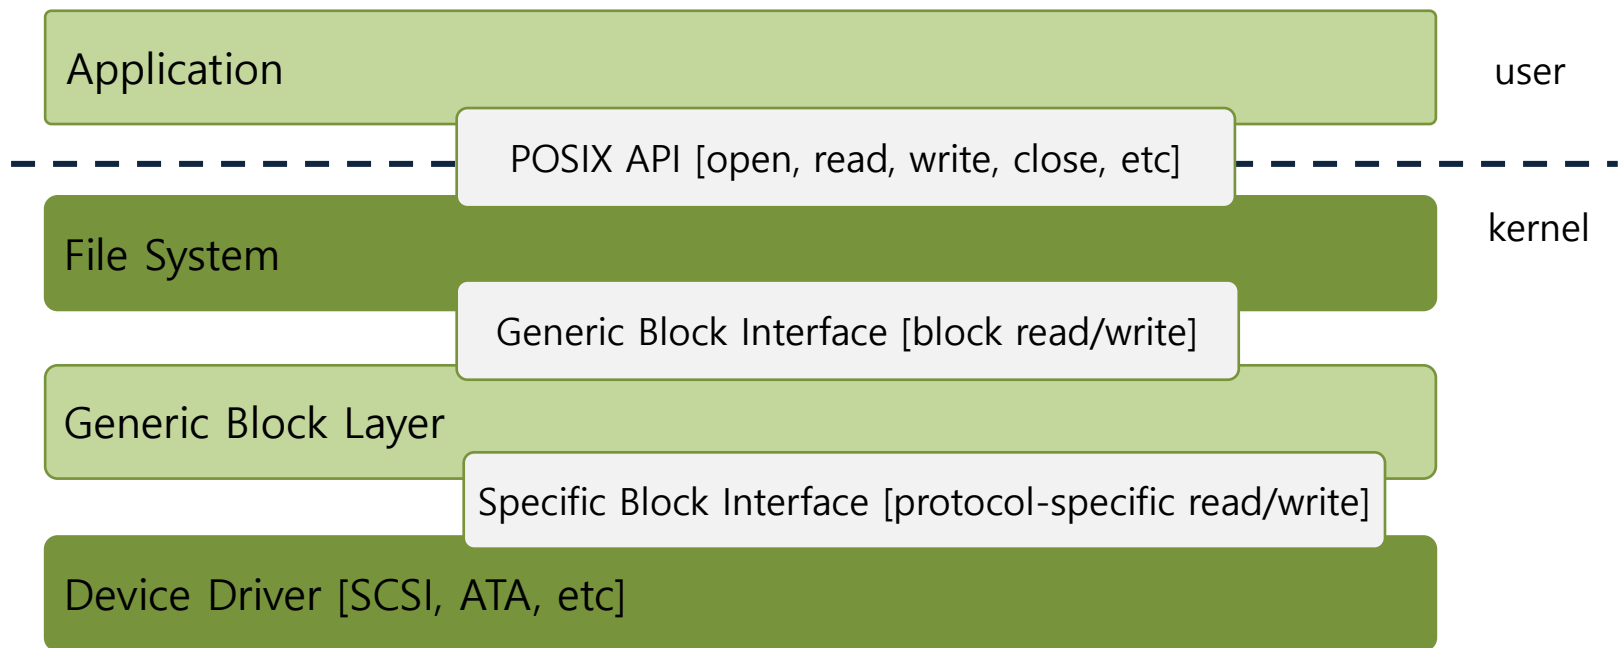 Application
user
POSIX API [open, read, write, close, etc]
File System
kernel
Generic Block Interface [block read/write]
Generic Block Layer
Specific Block Interface [protocol-specific read/write]
Device Driver [SCSI, ATA, etc]